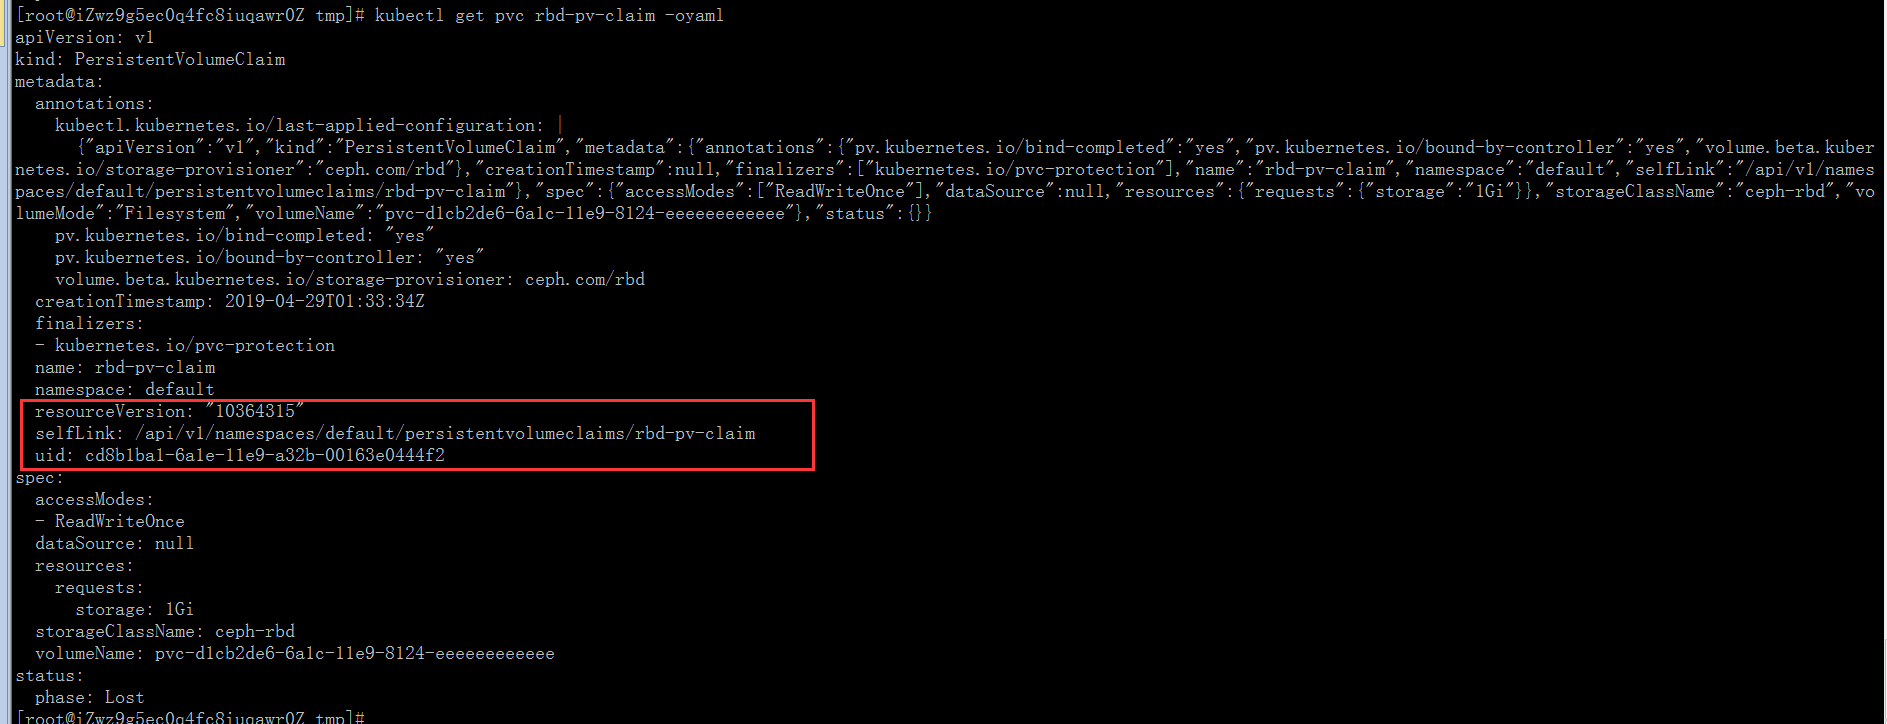 [root@iZwz9g5ec0q4fc8iuqawr0Z tmp]# kubectl get pvc rbd-pv-claim -oyaml
apiVersion: v1
kind: PersistentVolumeClaim
metadata:
  annotations:
    kubectl.kubernetes.io/last-applied-configuration: |
      {"apiVersion":"v1","kind":"PersistentVolumeClaim","metadata":{"annotations":{"pv.kubernetes.io/bind-completed":"yes","pv.kubernetes.io/bound-by-controller":"yes","volume.beta.kuber
netes.io/storage-provisioner":"ceph.com/rbd"},"creationTimestamp":null,"finalizers":["kubernetes.io/pvc-protection"],"name":"rbd-pv-claim","namespace":"default","selfLink":"/api/v1/names
paces/default/persistentvolumeclaims/rbd-pv-claim"},"spec":{"accessModes":["ReadWriteOnce"],"dataSource":null,"resources":{"requests":{"storage":"1Gi"}},"storageClassName":"ceph-rbd","vo
lumeMode":"Filesystem","volumeName":"pvc-d1cb2de6-6a1c-11e9-8124-eeeeeeeeeeee"},"status":{}}
    pv.kubernetes.io/bind-completed: "yes"
    pv.kubernetes.io/bound-by-controller: "yes"
    volume.beta.kubernetes.io/storage-provisioner: ceph.com/rbd
  creationTimestamp: 2019-04-29T01:33:34Z
  finalizers:
  - kubernetes.io/pvc-protection
  name: rbd-pv-claim
  namespace: default
  resourceVersion: "10364315"
  selfLink: /api/v1/namespaces/default/persistentvolumeclaims/rbd-pv-claim
  uid: cd8b1ba1-6a1e-11e9-a32b-00163e0444f2
spec:
  accessModes:
  - ReadWriteOnce
  dataSource: null
  resources:
    requests:
      storage: 1Gi
  storageClassName: ceph-rbd
  volumeName: pvc-d1cb2de6-6a1c-11e9-8124-eeeeeeeeeeee
status:
  phase: Lost
[root@iZwz9g5ec0q4fc8iuqawr0Z tmp]#